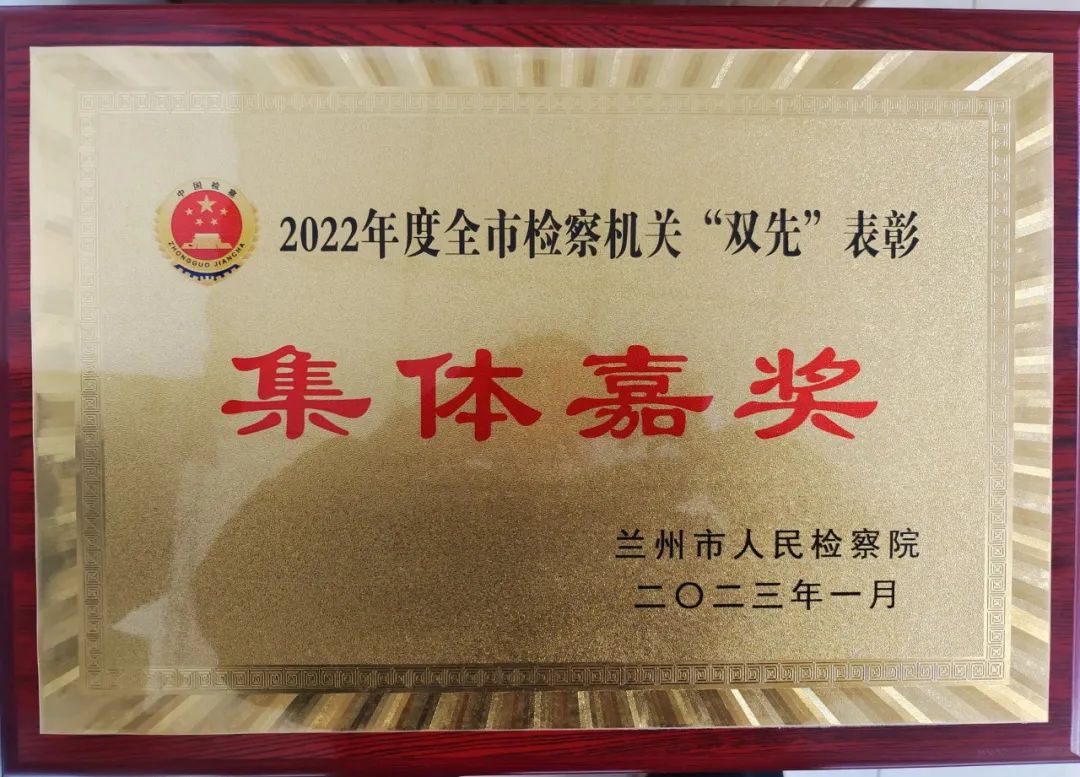 中国检察
ZHONGGUO JIANCHA
2022年度全市检察机关“双先”表彰
集体嘉奖
兰州市人民检察院
二〇二三年一月